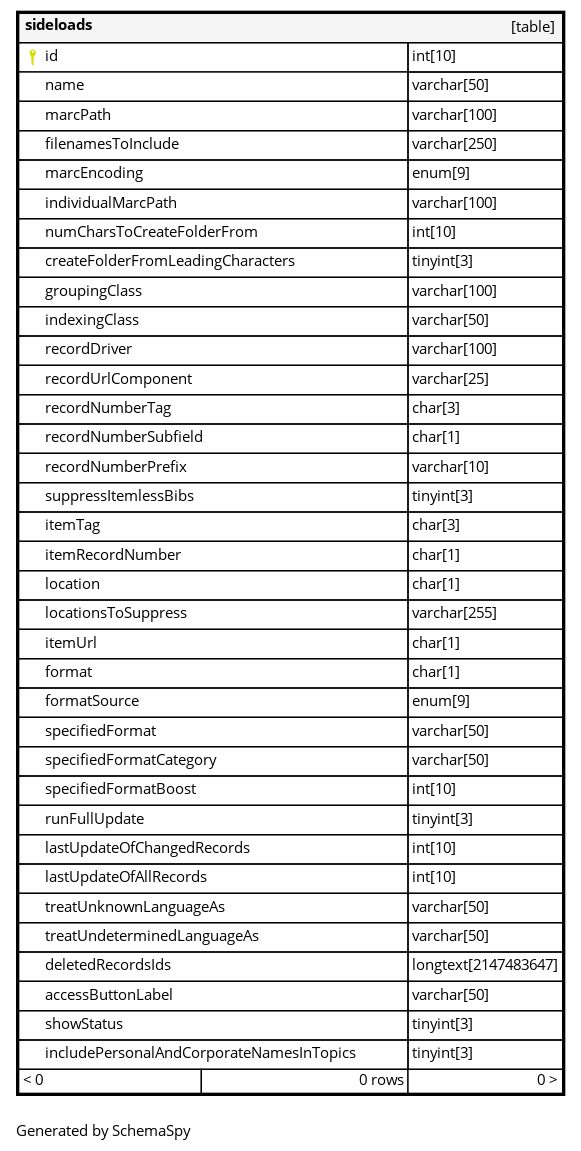 sideloads [table]
id int[10]
name varchar[50]
marcPath varchar[100]
filenamesToInclude varchar[250]
marcEncoding enum[9]
individualMarcPath varchar[100]
numCharsToCreateFolderFrom int[10]
createFolderFromLeadingCharacters tinyint[3]
groupingClass varchar[100]
indexingClass varchar[50]
recordDriver varchar[100]
recordUrlComponent varchar[25]
recordNumberTag char[3]
recordNumberSubfield char[1]
recordNumberPrefix varchar[10]
suppressItemlessBibs tinyint[3]
itemTag char[3]
itemRecordNumber char[1]
location char[1]
locationsToSuppress varchar[255]
itemUrl char[1]
format char[1]
formatSource enum[9]
specifiedFormat varchar[50]
specifiedFormatCategory varchar[50]
specifiedFormatBoost int[10]
runFullUpdate tinyint[3]
lastUpdateOfChangedRecords int[10]
lastUpdateOfAllRecords int[10]
treatUnknownLanguageAs varchar[50]
treatUndeterminedLanguageAs varchar[50]
deletedRecordsIds longtext[2147483647]
accessButtonLabel varchar[50]
showStatus tinyint[3]
includePersonalAndCorporateNamesInTopics tinyint[3]
< 0 0 rows 0 >
Generated by SchemaSpy